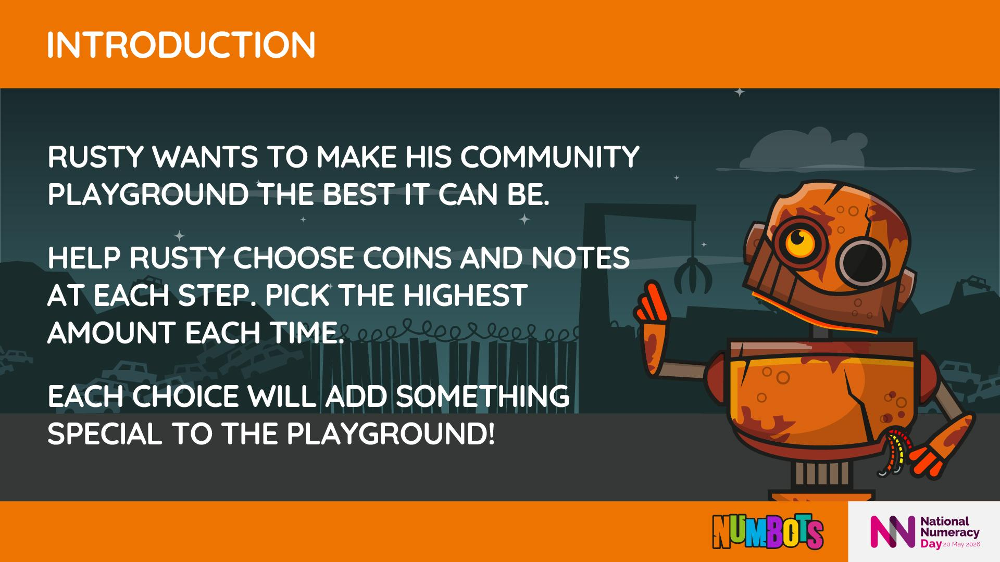 INTRODUCTION
RUSTY WANTS TO MAKE HIS COMMUNITY
PLAYGROUND THE BEST IT CAN BE.
HELP RUSTY CHOOSE COINS AND NOTES
AT EACH STEP. PICK THE HIGHEST
AMOUNT EACH TIME.
EACH CHOICE WILL ADD SOMETHING
SPECIAL TO THE PLAYGROUND!
NUMBOTS
National
Numeracy
Day 20 May 2026